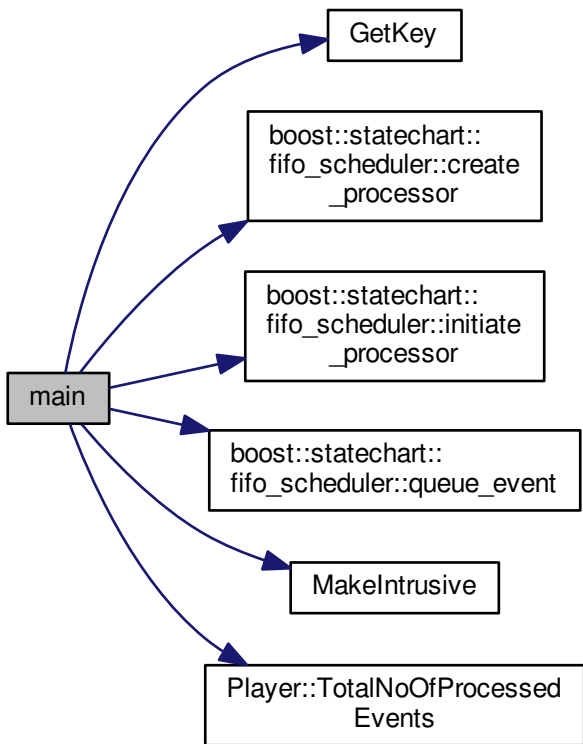 GetKey
boost::statechart::
fifo_scheduler::create
_processor
boost::statechart::
fifo_scheduler::initiate
_processor
main
boost::statechart::
fifo_scheduler::queue_event
MakeIntrusive
Player::TotalNoOfProcessed
Events